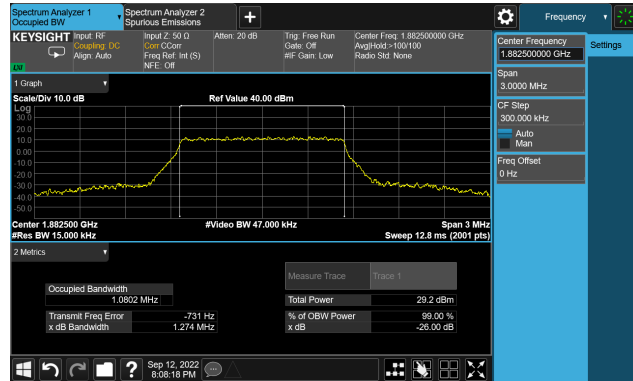 Spectrum Analyzer 1
Occupied BW
Spectrum Analyzer 2
Spurious Emissions
+
Frequency
KEYSIGHT
Input: RF
Coupling: DC
Align: Auto
Input Z: 50 Ω
Corr CCorr
Freq Ref: Int (S)
NFE: Off
Atten: 20 dB
Trig: Free Run
Gate: Off
#IF Gain: Low
Center Freq: 1.882500000 GHz
Avg|Hold:>100/100
Radio Std: None
LXI
Center Frequency
1.882500000 GHz
Settings
Span
3.0000 MHz
CF Step
300.000 kHz
Auto
Man
Freq Offset
0 Hz
1 Graph
Scale/Div 10.0 dB
Ref Value 40.00 dBm
Log
30.0
20.0
10.0
0.00
-10.0
-20.0
-30.0
-40.0
-50.0
Center 1.882500 GHz
#Res BW 15.000 kHz
#Video BW 47.000 kHz
Span 3 MHz
Sweep 12.8 ms (2001 pts)
2 Metrics
Measure Trace
Trace 1
Occupied Bandwidth
1.0802 MHz
Total Power
29.2 dBm
Transmit Freq Error
-731 Hz
% of OBW Power
99.00 %
x dB Bandwidth
1.274 MHz
x dB
-26.00 dB
?
Sep 12, 2022
8:08:18 PM